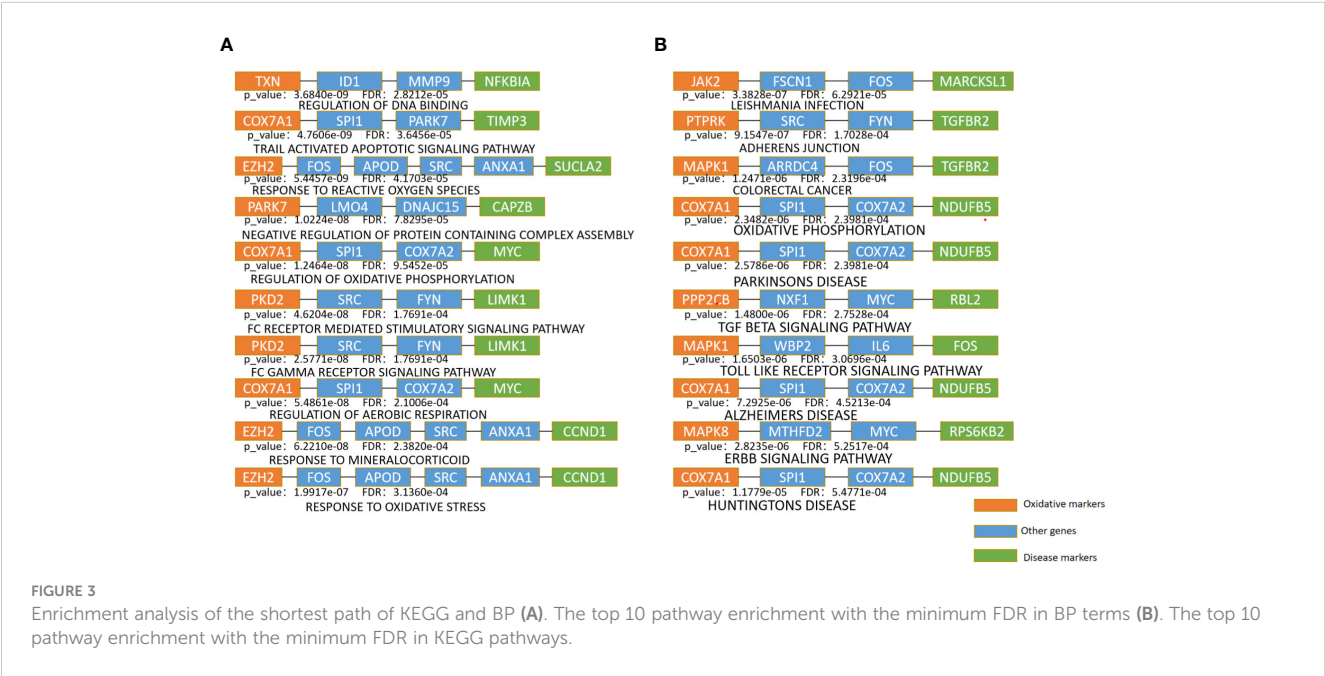 A
TXN ID1 MMP9 NFKBIA
p_value: 3.6840e-09 FDR: 2.8212e-05
REGULATION OF DNA BINDING
COX7A1 SPI1 PARK7 TIMP3
p_value: 4.7606e-09 FDR: 3.6456e-05
TRAIL ACTIVATED APOPTOTIC SIGNALING PATHWAY
EZH2 FOS APOD SRC ANXA1 SUCLA2
p_value: 5.4457e-09 FDR: 4.1703e-05
RESPONSE TO REACTIVE OXYGEN SPECIES
PARK7 LMO4 DNAJC15 CAPZB
p_value: 1.0224e-08 FDR: 7.8295e-05
NEGATIVE REGULATION OF PROTEIN CONTAINING COMPLEX ASSEMBLY
COX7A1 SPI1 COX7A2 MYC
p_value: 1.2464e-08 FDR: 9.5452e-05
REGULATION OF OXIDATIVE PHOSPHORYLATION
PKD2 SRC FYN LIMK1
p_value: 4.6204e-08 FDR: 1.7691e-04
FC RECEPTOR MEDIATED STIMULATORY SIGNALING PATHWAY
PKD2 SRC FYN LIMK1
p_value: 2.5771e-08 FDR: 1.7691e-04
FC GAMMA RECEPTOR SIGNALING PATHWAY
COX7A1 SPI1 COX7A2 MYC
p_value: 5.4861e-08 FDR: 2.1006e-04
REGULATION OF AEROBIC RESPIRATION
EZH2 FOS APOD SRC ANXA1 CCND1
p_value: 6.2210e-08 FDR: 2.3820e-04
RESPONSE TO MINERALOCORTICOID
EZH2 FOS APOD SRC ANXA1 CCND1
p_value: 1.9917e-07 FDR: 3.1360e-04
RESPONSE TO OXIDATIVE STRESS
B
JAK2 FSCN1 FOS MARCKSL1
p_value: 3.3828e-07 FDR: 6.2921e-05
LEISHMANIA INFECTION
PTPRK SRC FYN TGFBR2
p_value: 9.1547e-07 FDR: 1.7028e-04
ADHERENS JUNCTION
MAPK1 ARRDC4 FOS TGFBR2
p_value: 1.2471e-06 FDR: 2.3196e-04
COLORECTAL CANCER
COX7A1 SPI1 COX7A2 NDUFB5
p_value: 2.3482e-06 FDR: 2.3981e-04
OXIDATIVE PHOSPHORYLATION
COX7A1 SPI1 COX7A2 NDUFB5
p_value: 2.5786e-06 FDR: 2.3981e-04
PARKINSONS DISEASE
PPP2CB NXF1 MYC RBL2
p_value: 1.4800e-06 FDR: 2.7528e-04
TGF BETA SIGNALING PATHWAY
MAPK1 WBP2 IL6 FOS
p_value: 1.6503e-06 FDR: 3.0696e-04
TOLL LIKE RECEPTOR SIGNALING PATHWAY
COX7A1 SPI1 COX7A2 NDUFB5
p_value: 7.2925e-06 FDR: 4.5213e-04
ALZHEIMERS DISEASE
MAPK8 MTHFD2 MYC RPS6KB2
p_value: 2.8235e-06 FDR: 5.2517e-04
ERBB SIGNALING PATHWAY
COX7A1 SPI1 COX7A2 NDUFB5
p_value: 1.1779e-05 FDR: 5.4771e-04
HUNTINGTONS DISEASE
Oxidative markers
Other genes
Disease markers
FIGURE 3
Enrichment analysis of the shortest path of KEGG and BP (A). The top 10 pathway enrichment with the minimum FDR in BP terms (B). The top 10
pathway enrichment with the minimum FDR in KEGG pathways.